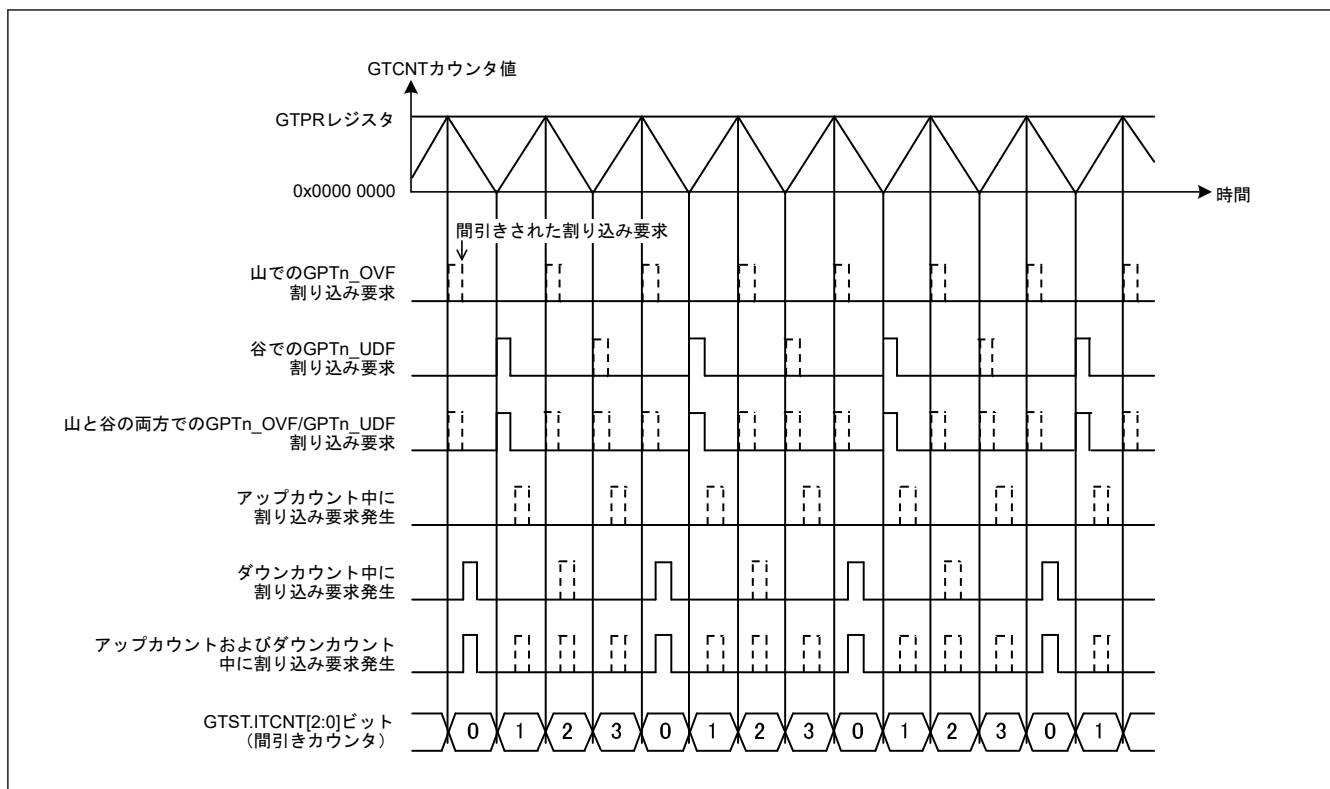 GTCNTカウンタ値
GTPRレジスタ
0x0000 0000
時間
間引きされた割り込み要求
山でのGPTn_OVF
割り込み要求
谷でのGPTn_UDF
割り込み要求
山と谷の両方でのGPTn_OVF/GPTn_UDF
割り込み要求
アップカウント中に
割り込み要求発生
ダウンカウント中に
割り込み要求発生
アップカウントおよびダウンカウント
中に割り込み要求発生
GTST.ITCNT[2:0]ビット
(間引きカウンタ)
0 1 2 3 0 1 2 3 0 1 2 3 0 1